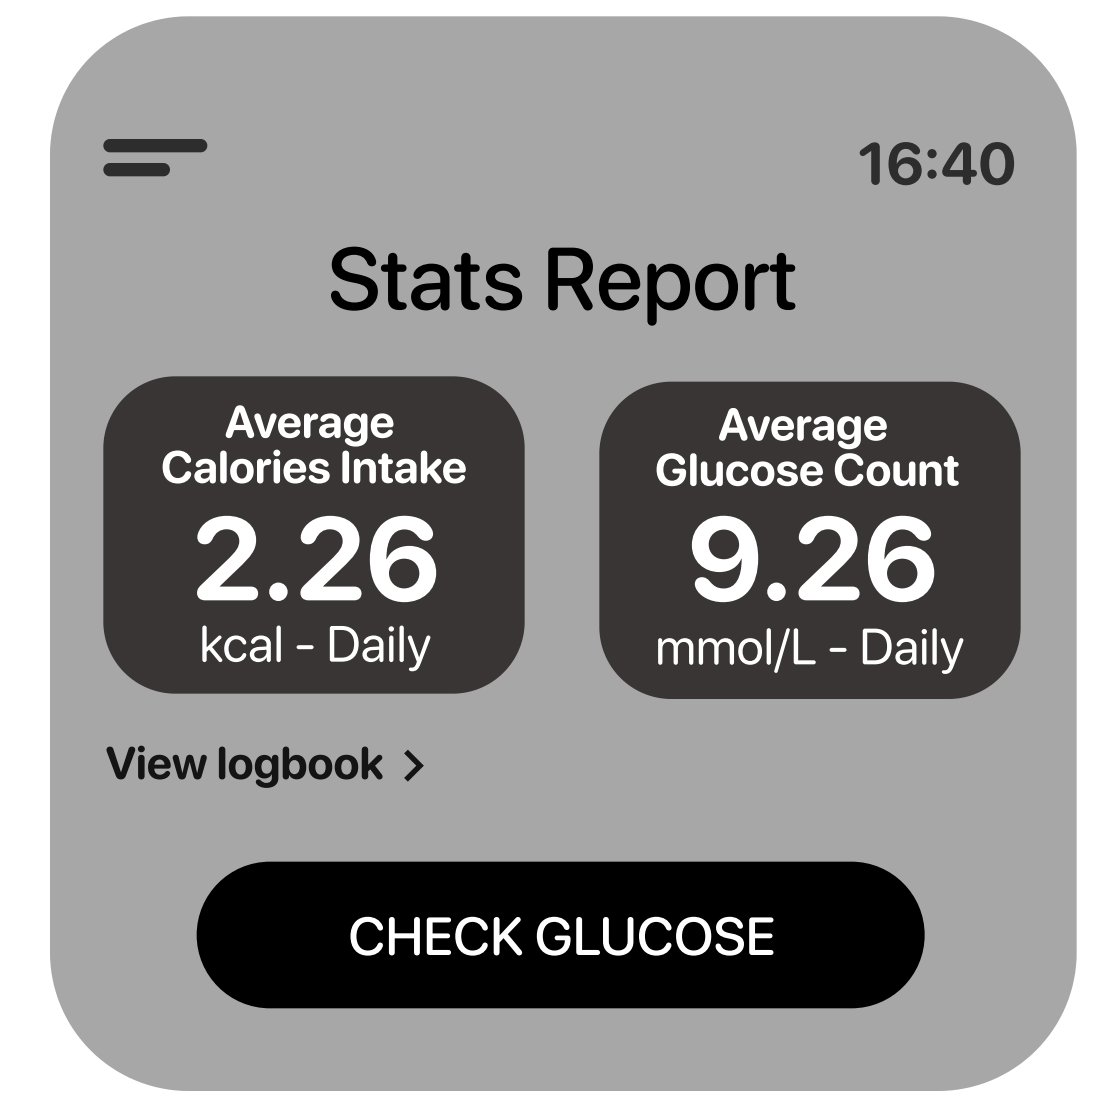 16:40
Stats Report
Average
Calories Intake
2.26
kcal - Daily
Average
Glucose Count
9.26
mmol/L - Daily
View logbook >
CHECK GLUCOSE